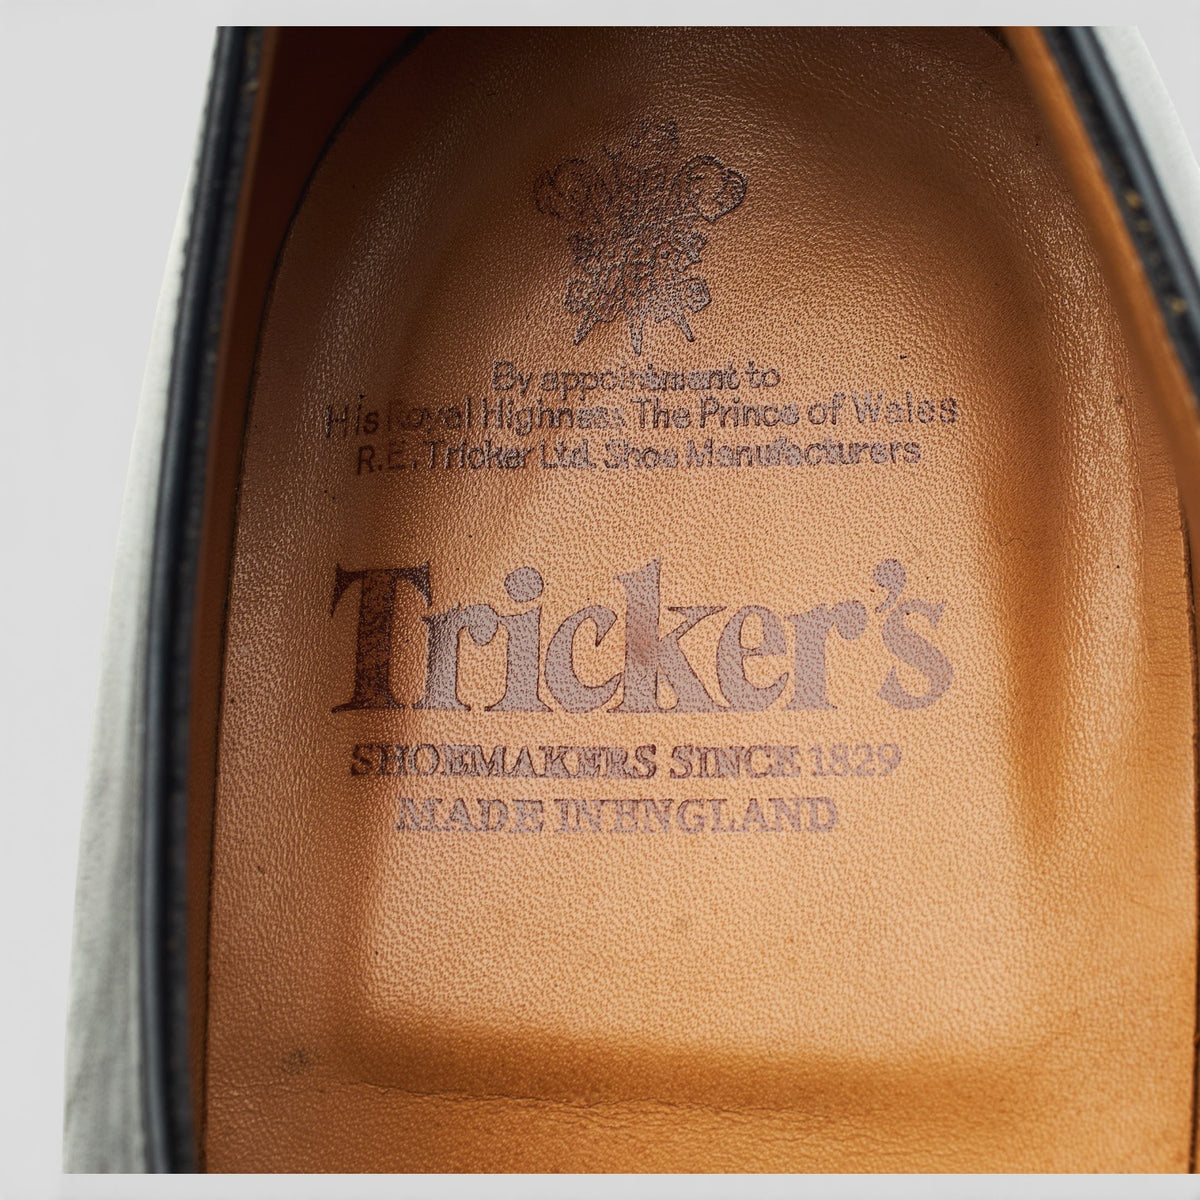 By appointment to
His Royal Highness The Prince of Wales
R.E. Tricker Ltd. Shoe Manufacturers
Tricker's
SHOEMAKERS SINCE 1829
MADE IN ENGLAND